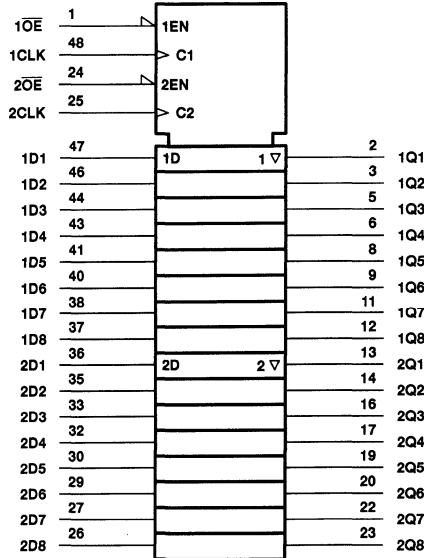 1O̅E̅ 1 1EN
1CLK 48 C1
2O̅E̅ 24 2EN
2CLK 25 C2
1D1 47 1D 1 ▽ 2 1Q1
1D2 46 3 1Q2
1D3 44 5 1Q3
1D4 43 6 1Q4
1D5 41 8 1Q5
1D6 40 9 1Q6
1D7 38 11 1Q7
1D8 37 12 1Q8
2D1 36 2D 2 ▽ 13 2Q1
2D2 35 14 2Q2
2D3 33 16 2Q3
2D4 32 17 2Q4
2D5 30 19 2Q5
2D6 29 20 2Q6
2D7 27 22 2Q7
2D8 26 23 2Q8